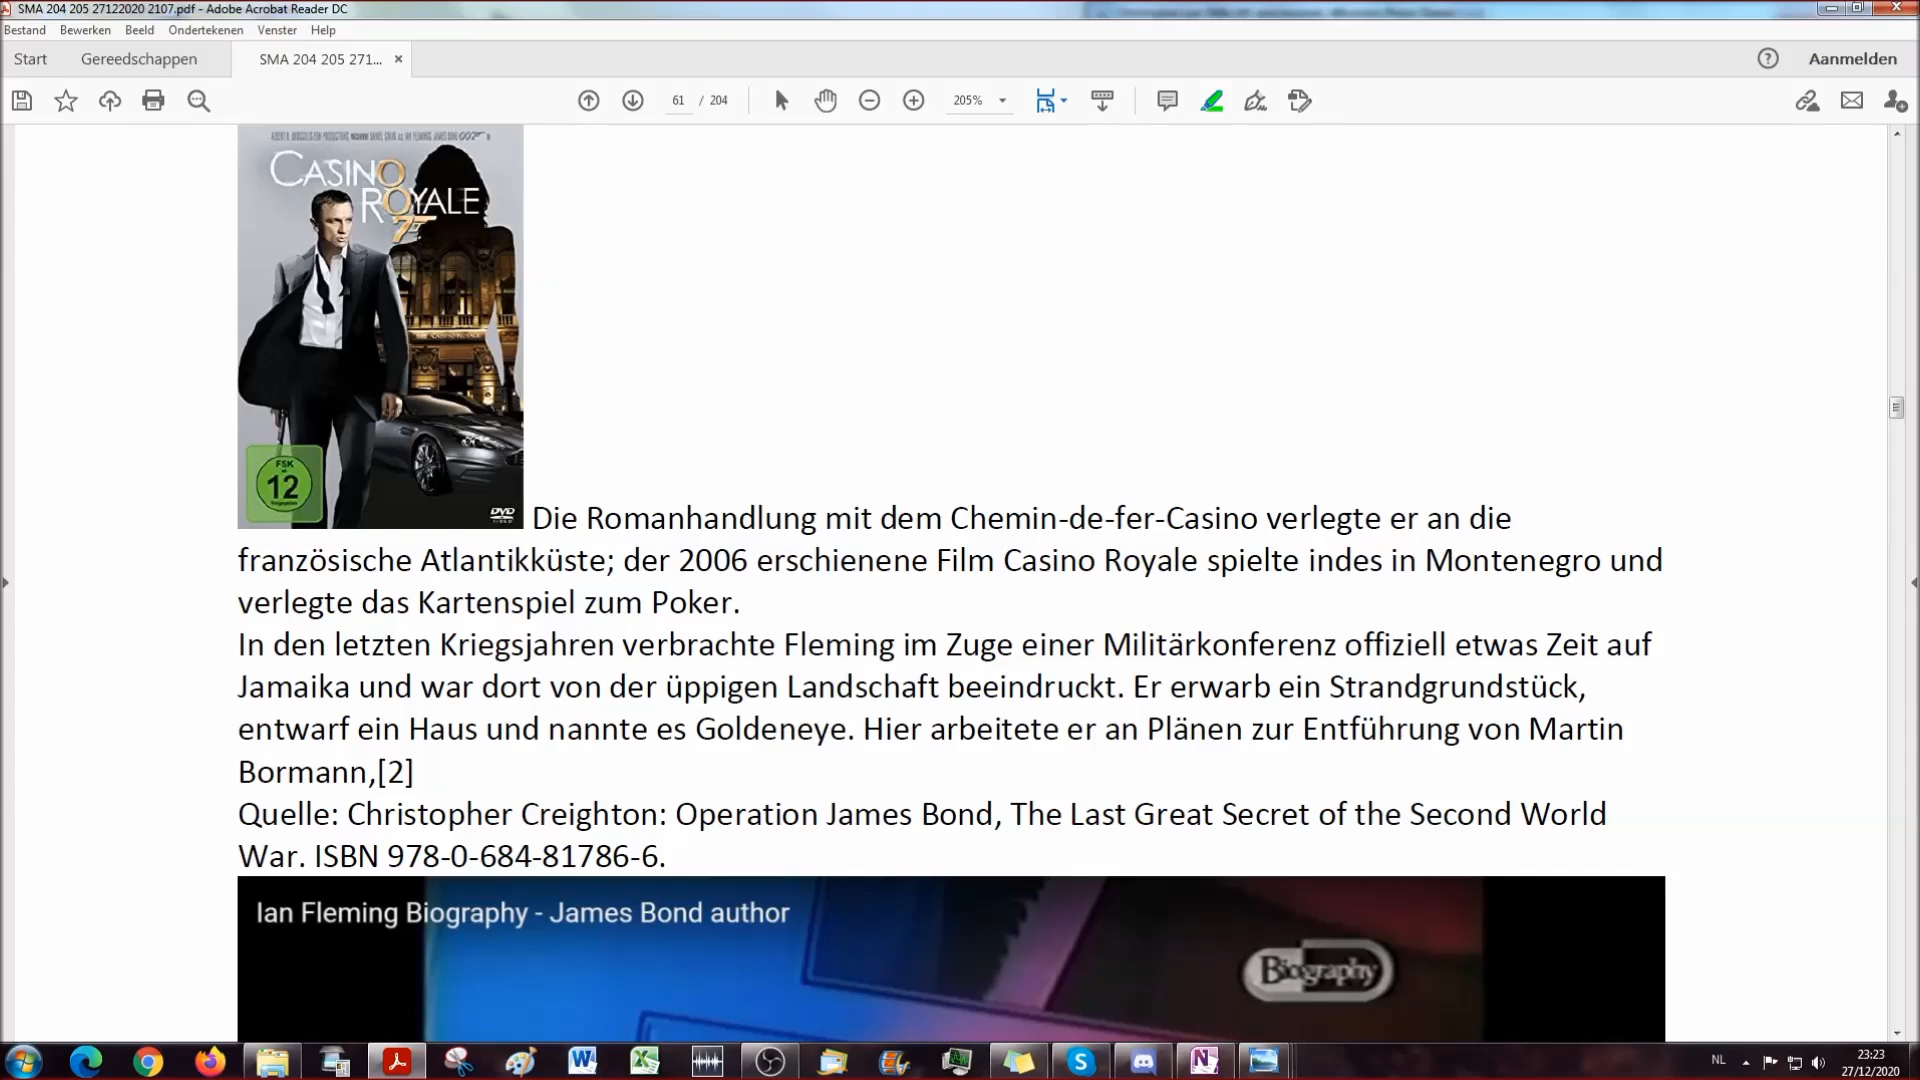 SMA 204 205 27122020 2107.pdf - Adobe Acrobat Reader DC
Bestand Bewerken Beeld Ondertekenen Venster Help
Start Gereedschappen SMA 204 205 271... × Aanmelden
61 / 204 205%
CASINO
ROYALE
007
FSK
12
DVD
Die Romanhandlung mit dem Chemin-de-fer-Casino verlegte er an die
französische Atlantikküste; der 2006 erschienene Film Casino Royale spielte indes in Montenegro und
verlegte das Kartenspiel zum Poker.
In den letzten Kriegsjahren verbrachte Fleming im Zuge einer Militärkonferenz offiziell etwas Zeit auf
Jamaika und war dort von der üppigen Landschaft beeindruckt. Er erwarb ein Strandgrundstück,
entwarf ein Haus und nannte es Goldeneye. Hier arbeitete er an Plänen zur Entführung von Martin
Bormann,[2]
Quelle: Christopher Creighton: Operation James Bond, The Last Great Secret of the Second World
War. ISBN 978-0-684-81786-6.
Ian Fleming Biography - James Bond author
Biography
NL
23:23
27/12/2020